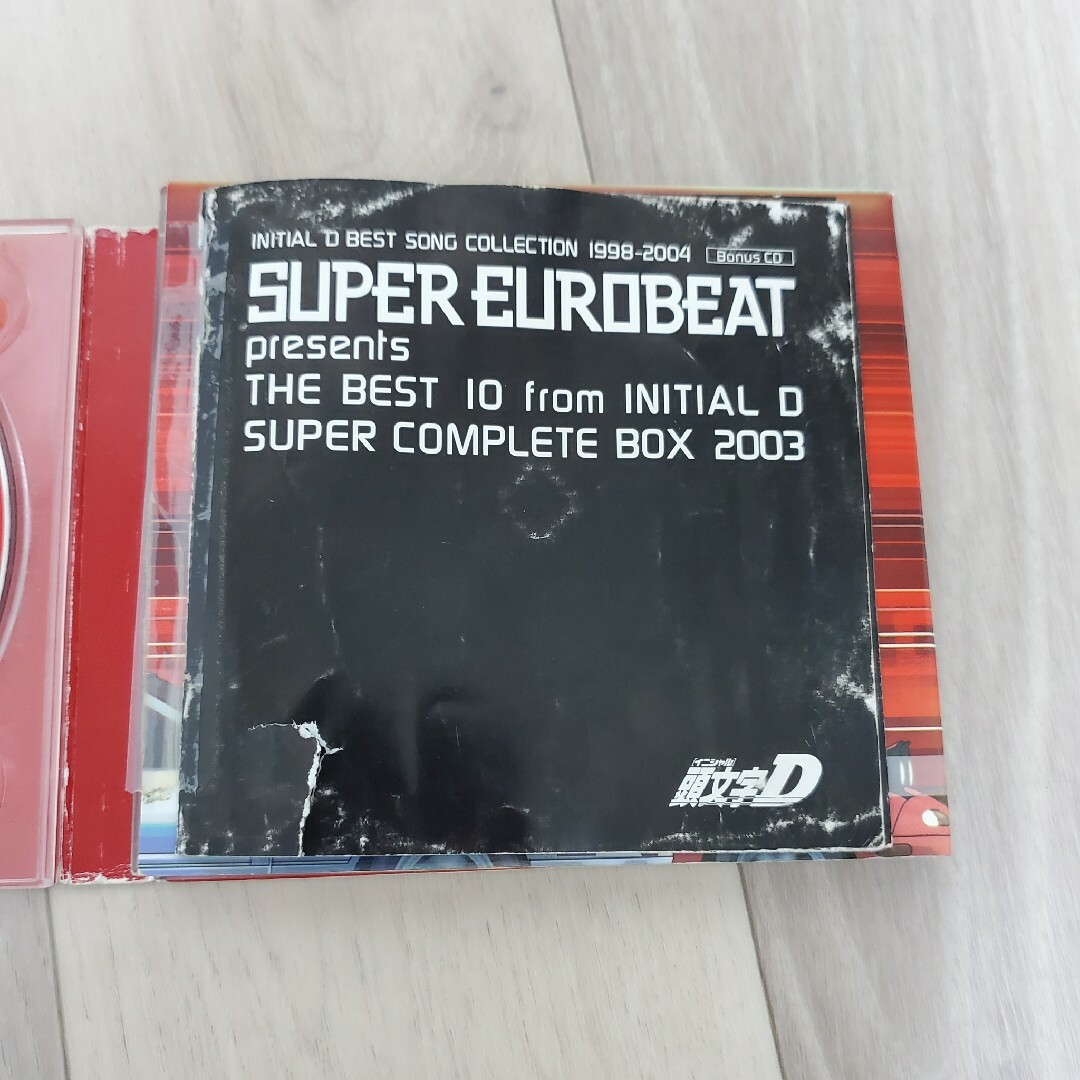 INITIAL D BEST SONG COLLECTION 1998-2004 Bonus CD
SUPER EUROBEAT
presents
THE BEST 10 from INITIAL D
SUPER COMPLETE BOX 2003
[イニシャル]
頭文字D